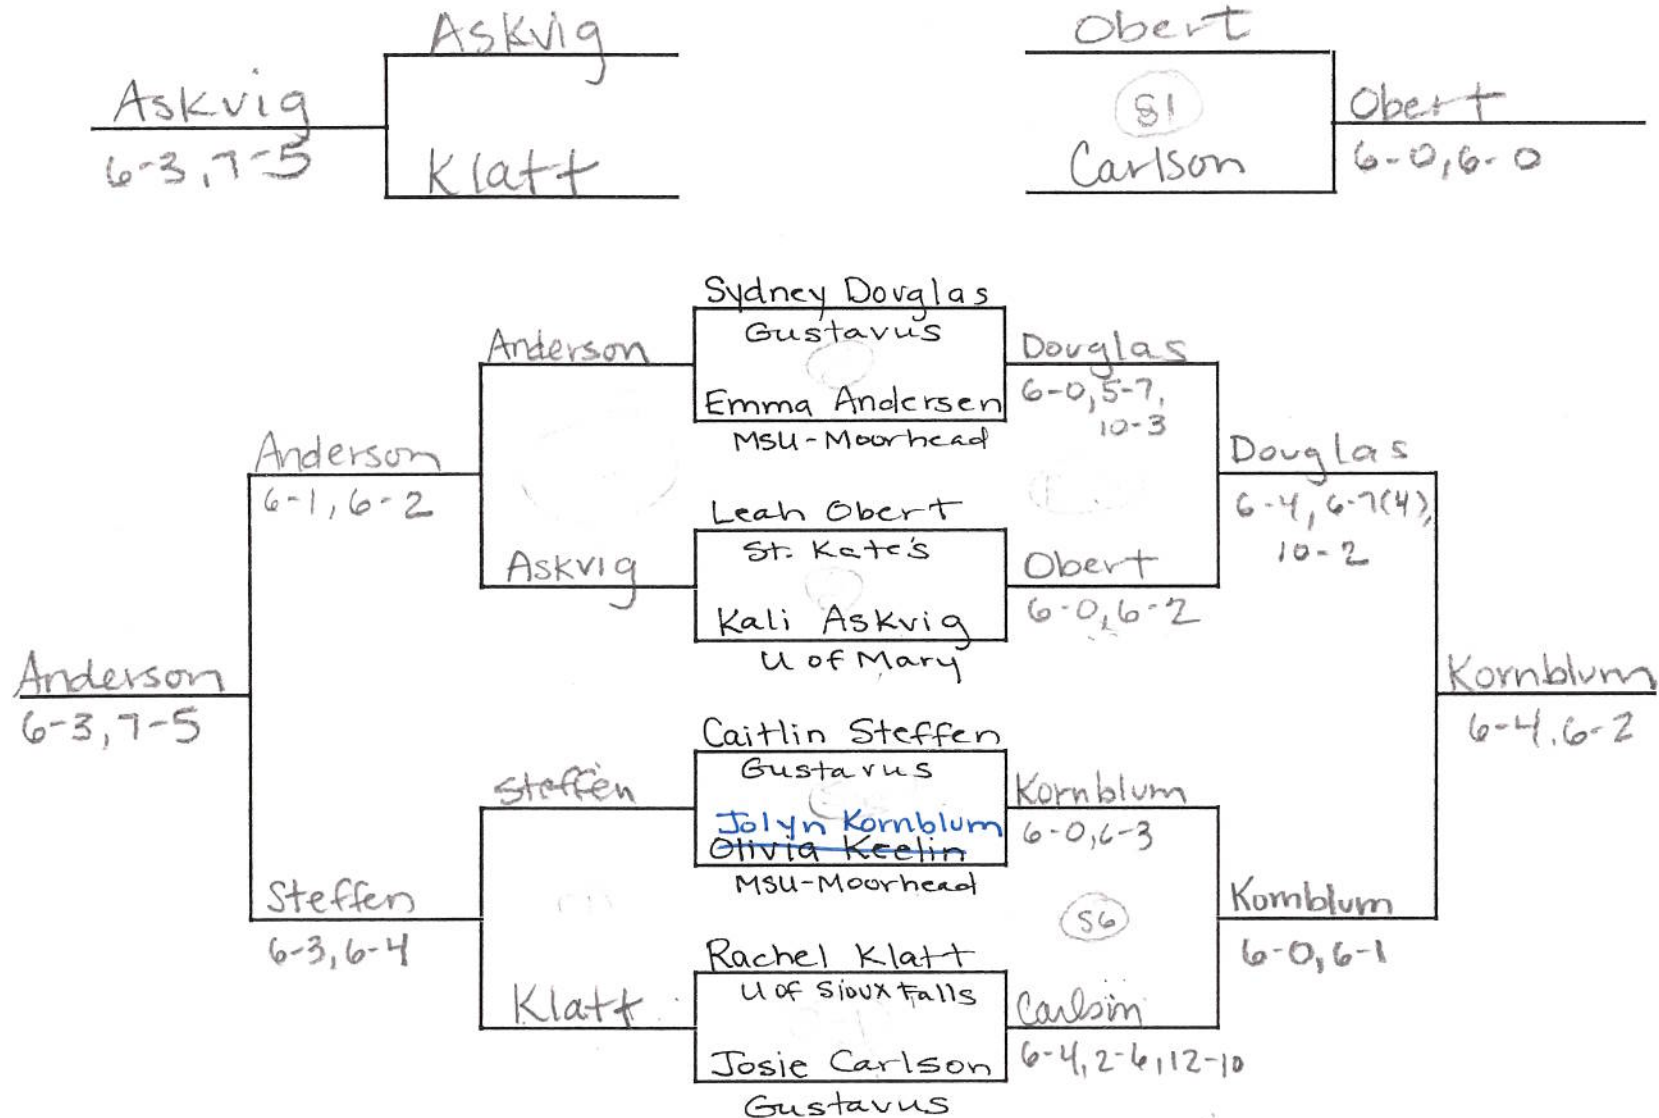 Askvig
Obert
Askvig
S1
Obert
6-3, 7-5
Klatt
Carlson
6-0, 6-0
Sydney Douglas
Gustavus
Anderson
Douglas
Emma Andersen
6-0, 5-7,
10-3
MSU-Moorhead
Anderson
Douglas
6-1, 6-2
6-4, 6-7(4),
10-2
Leah Obert
St. Kate's
Askvig
Obert
Kali Askvig
6-0, 6-2
U of Mary
Anderson
Kornblum
6-3, 7-5
6-4, 6-2
Caitlin Steffen
Gustavus
Steffen
Kornblum
Jolyn Kornblum
6-0, 6-3
Olivia Keelin
MSU-Moorhead
Steffen
S6
Kornblum
6-3, 6-4
6-0, 6-1
Rachel Klatt
U of Sioux Falls
Klatt
Carlson
Josie Carlson
6-4, 2-6, 12-10
Gustavus